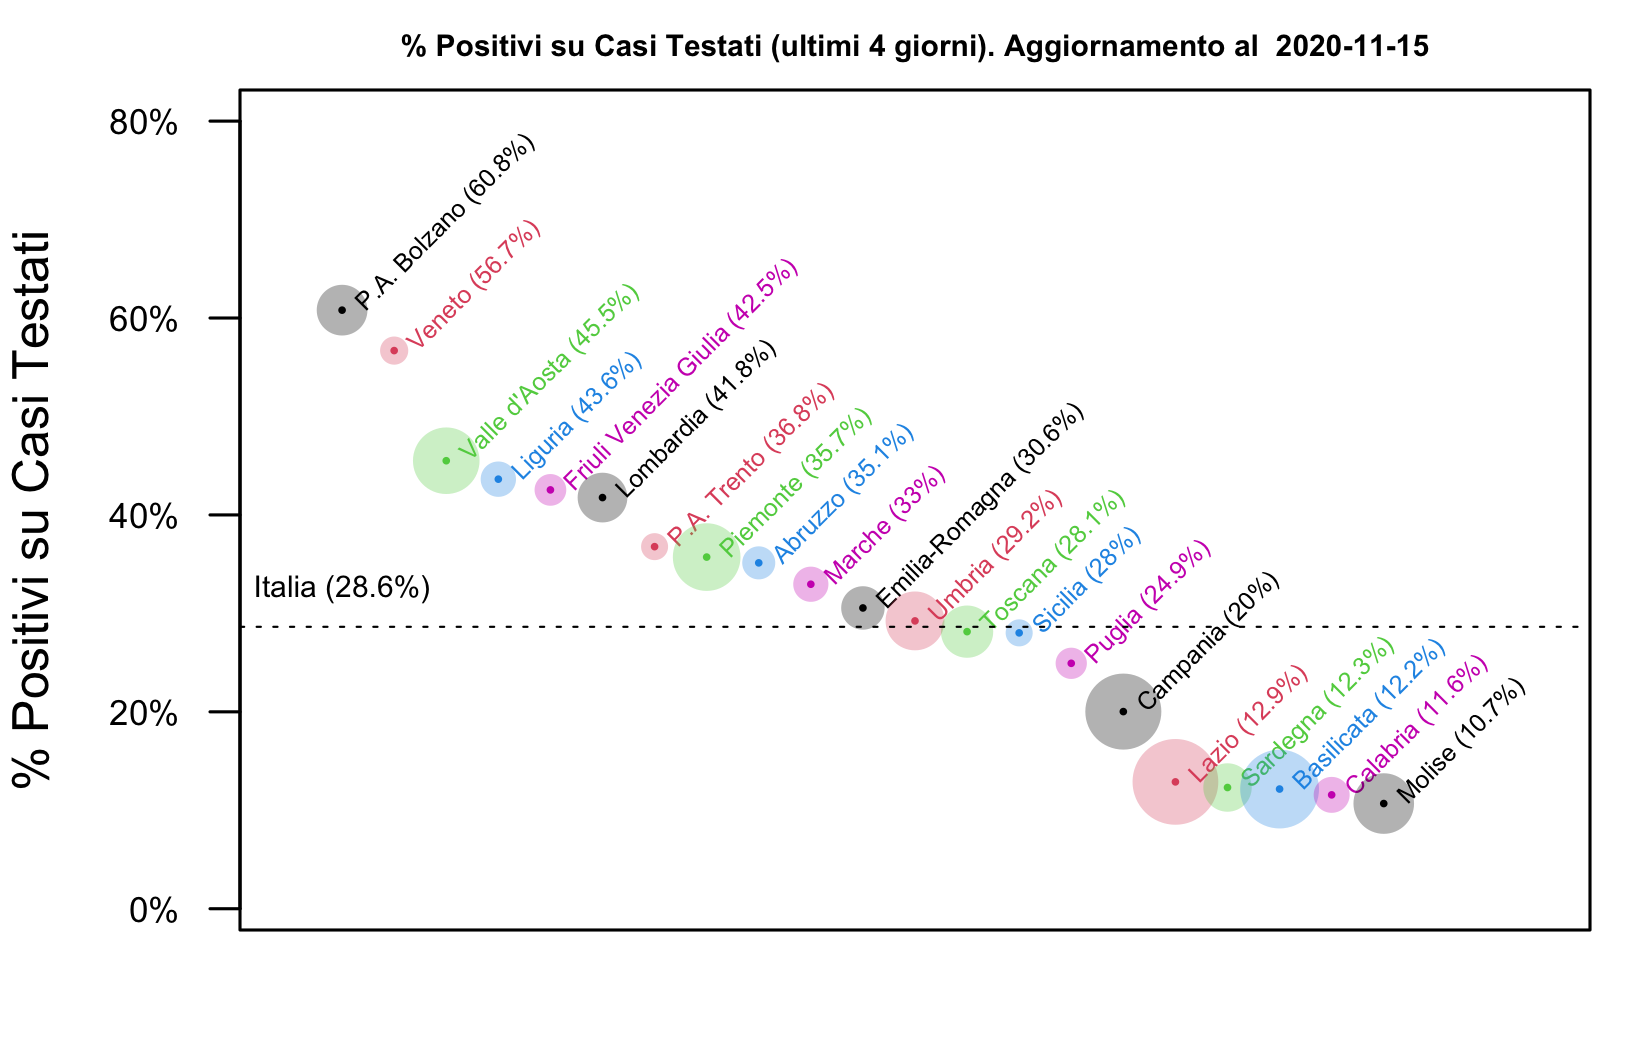 % Positivi su Casi Testati (ultimi 4 giorni). Aggiornamento al  2020-11-15
% Positivi su Casi Testati
80%
60%
40%
20%
0%
P.A. Bolzano (60.8%)
Veneto (56.7%)
Valle d'Aosta (45.5%)
Liguria (43.6%)
Friuli Venezia Giulia (42.5%)
Lombardia (41.8%)
P.A. Trento (36.8%)
Piemonte (35.7%)
Abruzzo (35.1%)
Marche (33%)
Emilia-Romagna (30.6%)
Umbria (29.2%)
Toscana (28.1%)
Sicilia (28%)
Puglia (24.9%)
Campania (20%)
Lazio (12.9%)
Sardegna (12.3%)
Basilicata (12.2%)
Calabria (11.6%)
Molise (10.7%)
Italia (28.6%)